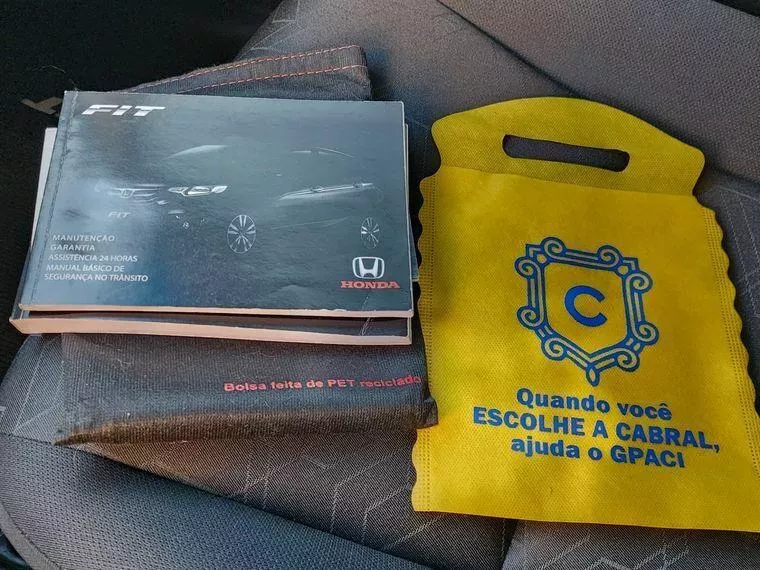 FIT
FIT
MANUTENÇÃO
GARANTIA
ASSISTÊNCIA 24 HORAS
MANUAL BÁSICO DE
SEGURANÇA NO TRÂNSITO
HONDA
Bolsa feita de PET reciclado
C
Quando você
ESCOLHE A CABRAL,
ajuda o GPACI